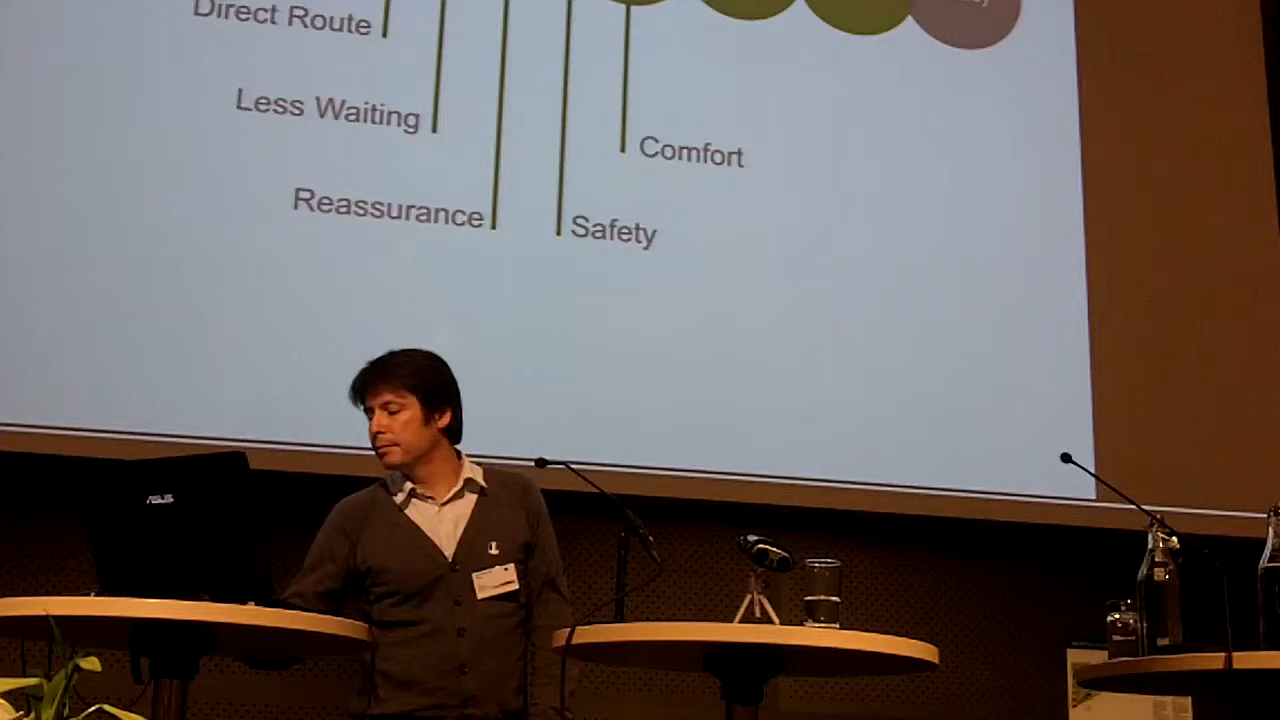 Direct Route
Less Waiting
Comfort
Reassurance
Safety
ASUS